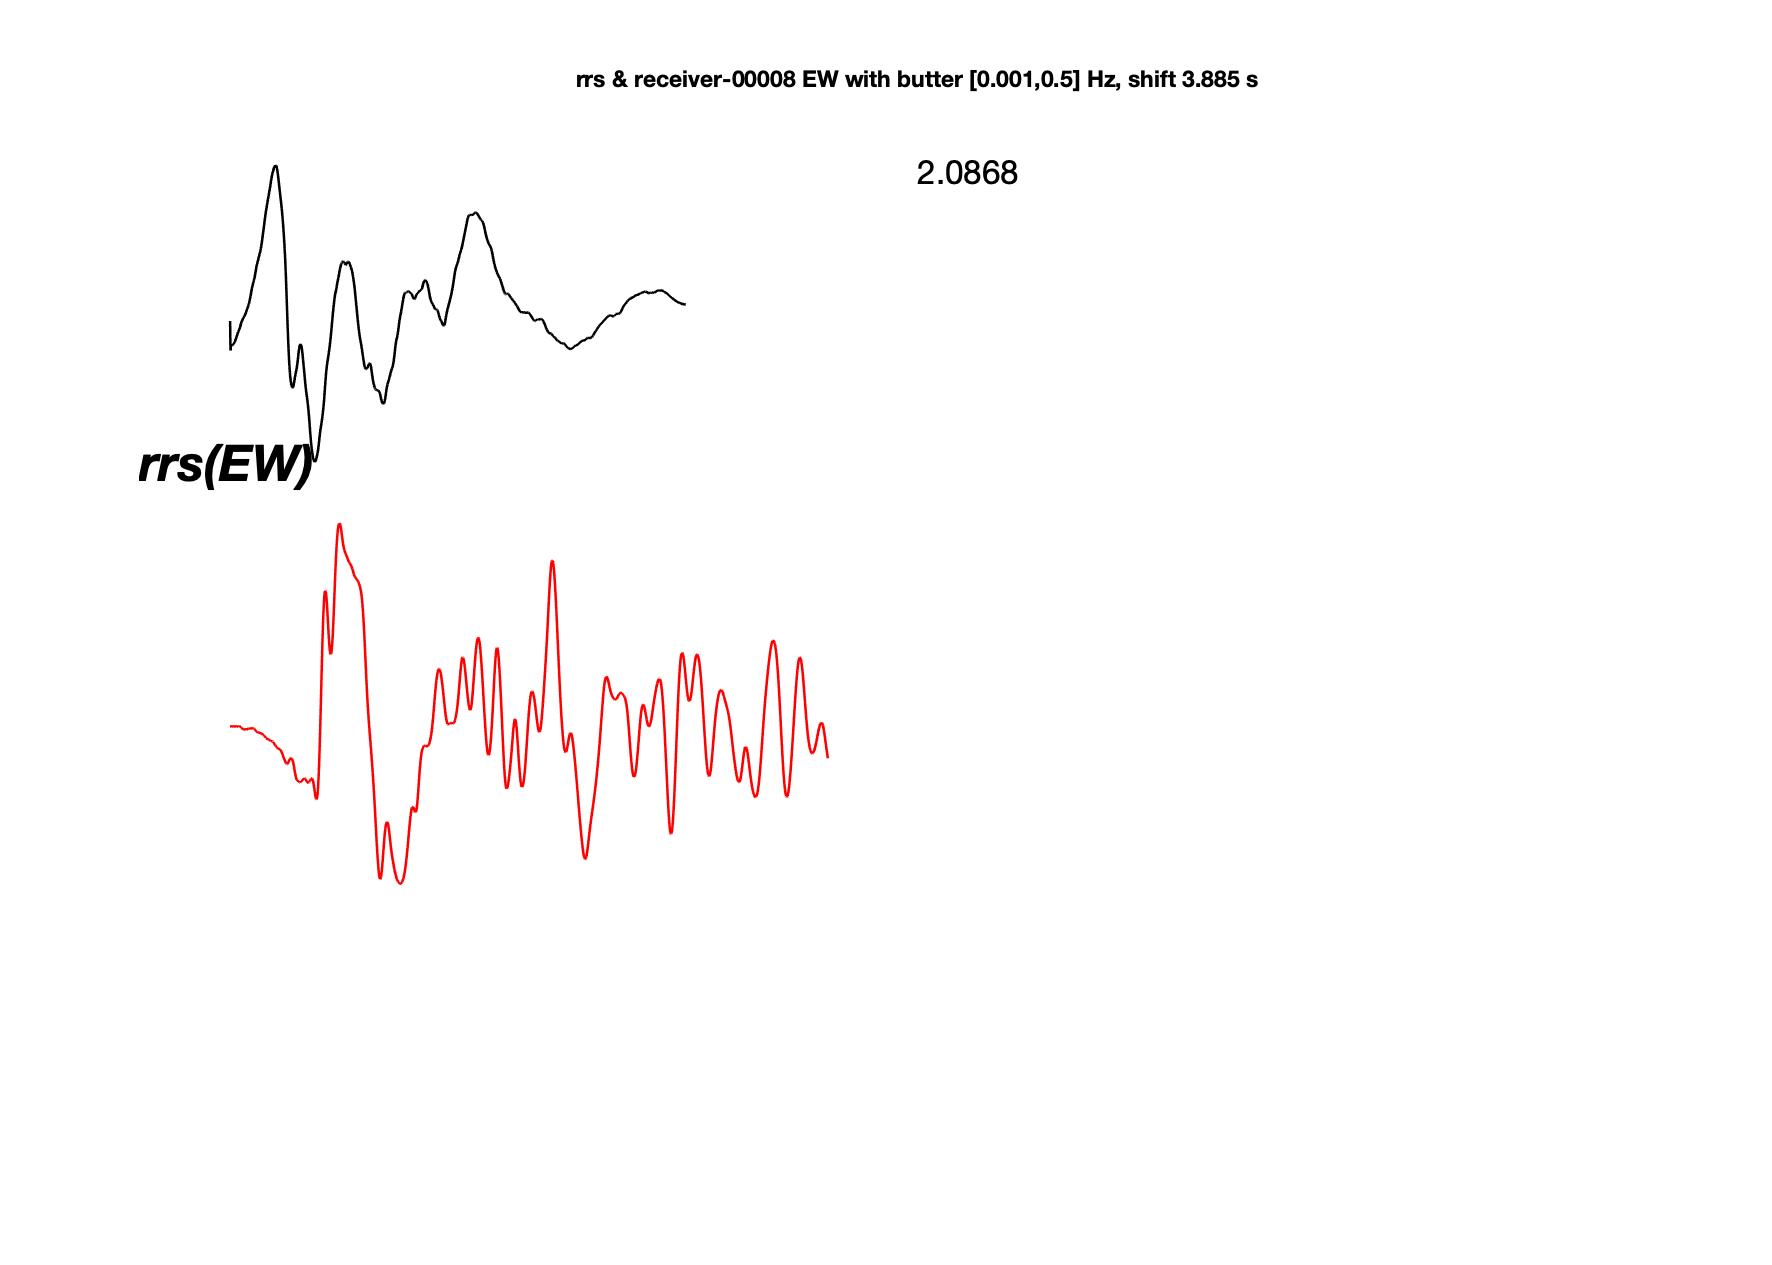 rrs & receiver-00008 EW with butter [0.001,0.5] Hz, shift 3.885 s
2.0868
rrs(EW)